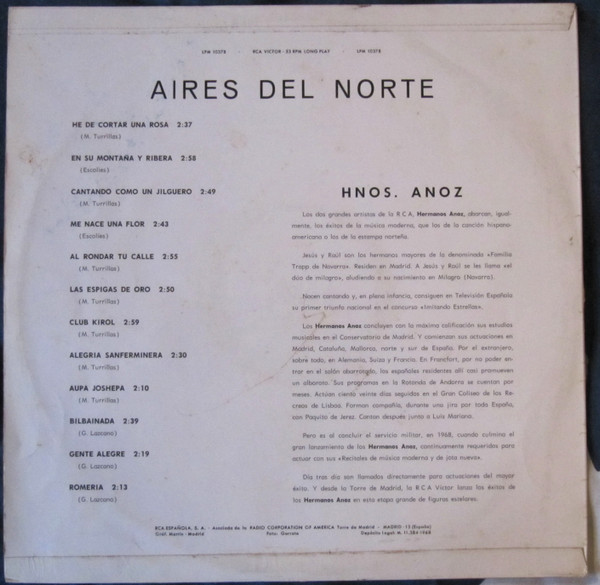 LPM 10378 - RCA VICTOR - 33 RPM LONG PLAY - LPM 10378
AIRES DEL NORTE
HE DE CORTAR UNA ROSA 2:37
(M. Turrillas)
EN SU MONTAÑA Y RIBERA 2:58
(Escolies)
CANTANDO COMO UN JILGUERO 2:49
(M. Turrillas)
ME NACE UNA FLOR 2:43
(Escolies)
AL RONDAR TU CALLE 2:55
(M. Turrillas)
LAS ESPIGAS DE ORO 2:50
(M. Turrillas)
CLUB KIROL 2:59
(M. Turrillas)
ALEGRIA SANFERMINERA 2:30
(M. Turrillas)
AUPA JOSHEPA 2:10
(M. Turrillas)
BILBAINADA 2:39
(G. Lazcano)
GENTE ALEGRE 2:19
(G. Lazcano)
ROMERIA 2:13
(G. Lazcano)
HNOS. ANOZ
Los dos grandes artistas de la R C A, Hermanos Anoz, abarcan, igual-
mente, los éxitos de la música moderna, que los de la canción hispano-
americana o los de la estampa norteña.
Jesús y Raúl son los hermanos mayores de la denominada «Familia
Trapp de Navarra». Residen en Madrid. A Jesús y Raúl se les llama «el
dúo de milagro», aludiendo a su nacimiento en Milagro (Navarra).
Nacen cantando y, en plena infancia, consiguen en Televisión Española
su primer triunfo nacional en el concurso «Imitando Estrellas».
Los Hermanos Anoz concluyen con la máxima calificación sus estudios
musicales en el Conservatorio de Madrid. Y comienzan sus actuaciones en
Madrid, Cataluña, Mallorca, norte y sur de España. Por el extranjero,
sobre todo, en Alemania, Suiza y Francia. En Francfort, por no poder en-
trar en el salón abarrotado, los españoles residentes allí casi promueven
un alboroto. Sus programas en la Rotonda de Andorra se cuentan por
meses. Actúan ciento veinte días seguidos en el Gran Coliseo de los Re-
creos de Lisboa. Forman compañía, durante una jira por toda España,
con Paquito de Jerez. Cantan después junto a Luis Mariano.
Pero es al concluir el servicio militar, en 1968, cuando culmina el
gran lanzamiento de los Hermanos Anoz, continuamente requeridos para
actuar con sus «Recitales de música moderna y de jota nueva».
Día tras día son llamados directamente para actuaciones del mayor
éxito. Y desde la Torre de Madrid, la R C A Victor lanza los éxitos de
los Hermanos Anoz en esta etapa grande de figuras estelares.
RCA ESPAÑOLA, S. A. - Asociada de la RADIO CORPORATION OF AMERICA Torre de Madrid - MADRID - 13 (España)
Gráf. Madrid Foto: Depósito legal: M. 11.284 1968